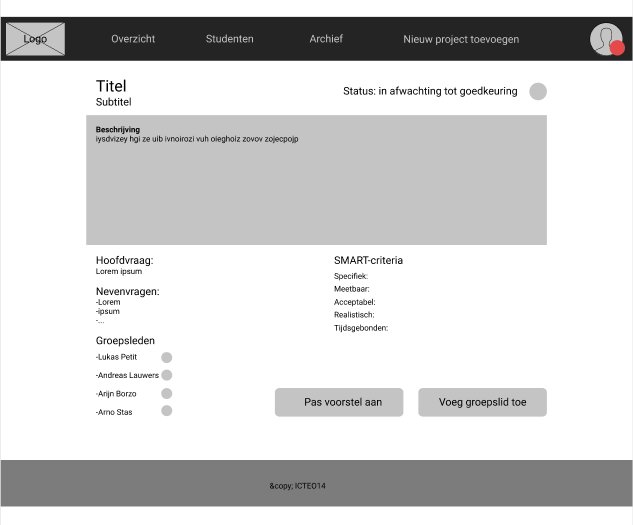 Logo
Overzicht
Studenten
Archief
Nieuw project toevoegen
Titel
Subtitel
Status: in afwachting tot goedkeuring
Beschrijving
iysdvizey hgi ze uib ivnoirozi vuh oieghoiz zovov zojecpojp
Hoofdvraag:
Lorem ipsum
Nevenvragen:
-Lorem
-ipsum
-...
Groepsleden
-Lukas Petit
-Andreas Lauwers
-Arijn Borzo
-Arno Stas
SMART-criteria
Specifiek:
Meetbaar:
Acceptabel:
Realistisch:
Tijdsgebonden:
Pas voorstel aan
Voeg groepslid toe
&copy; ICTEO14